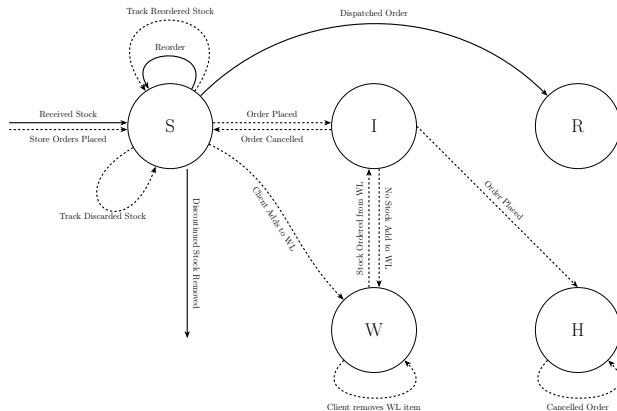 Track Reordered Stock
Dispatched Order
Reorder
Received Stock
S
Order Placed
I
R
Store Orders Placed
Order Cancelled
Order Placed
Track Discarded Stock
Client Adds to WL
Discontinued Stock Removed
Stock Ordered from WL
No Stock Add to WL
W
H
Client removes WL item
Cancelled Order